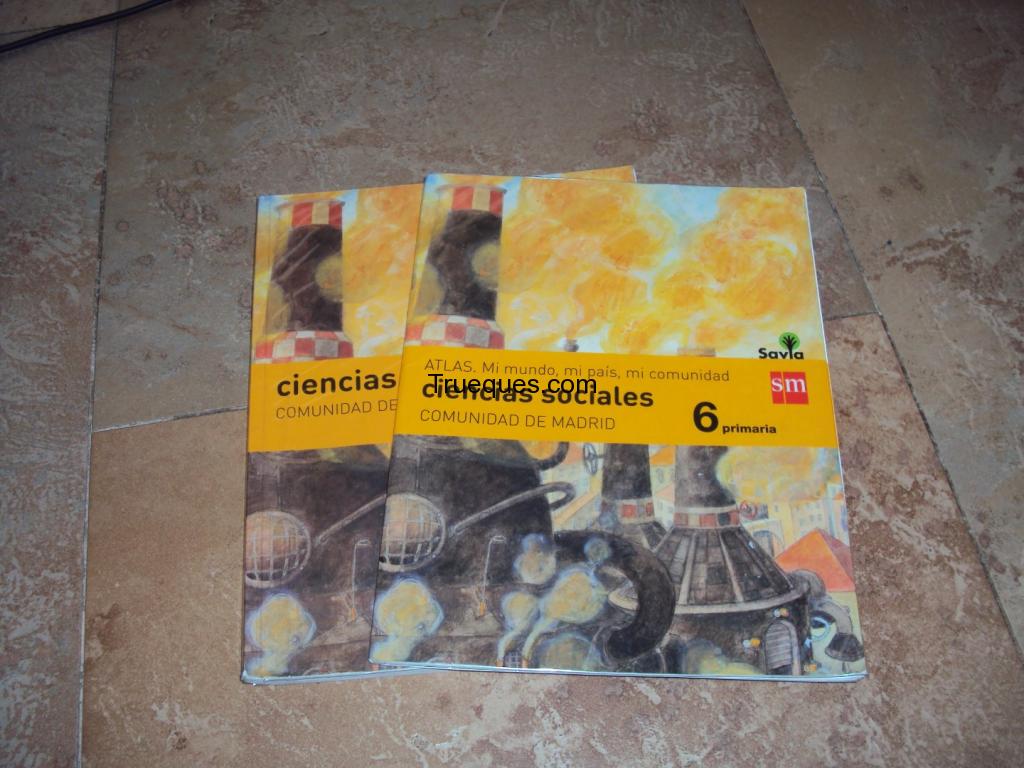 ciencias
COMUNIDAD DE
ATLAS. Mi mundo, mi país, mi comunidad
Trueques.com
ciencias sociales
COMUNIDAD DE MADRID
6 primaria
Savia
sm